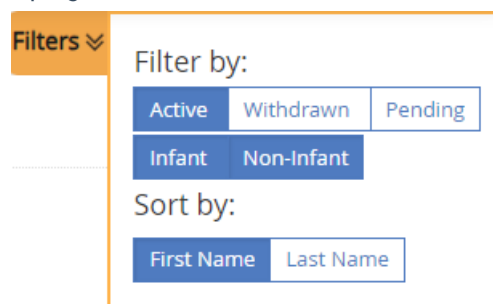 Filters
Filter by:
Active Withdrawn Pending
Infant Non-Infant
Sort by:
First Name Last Name